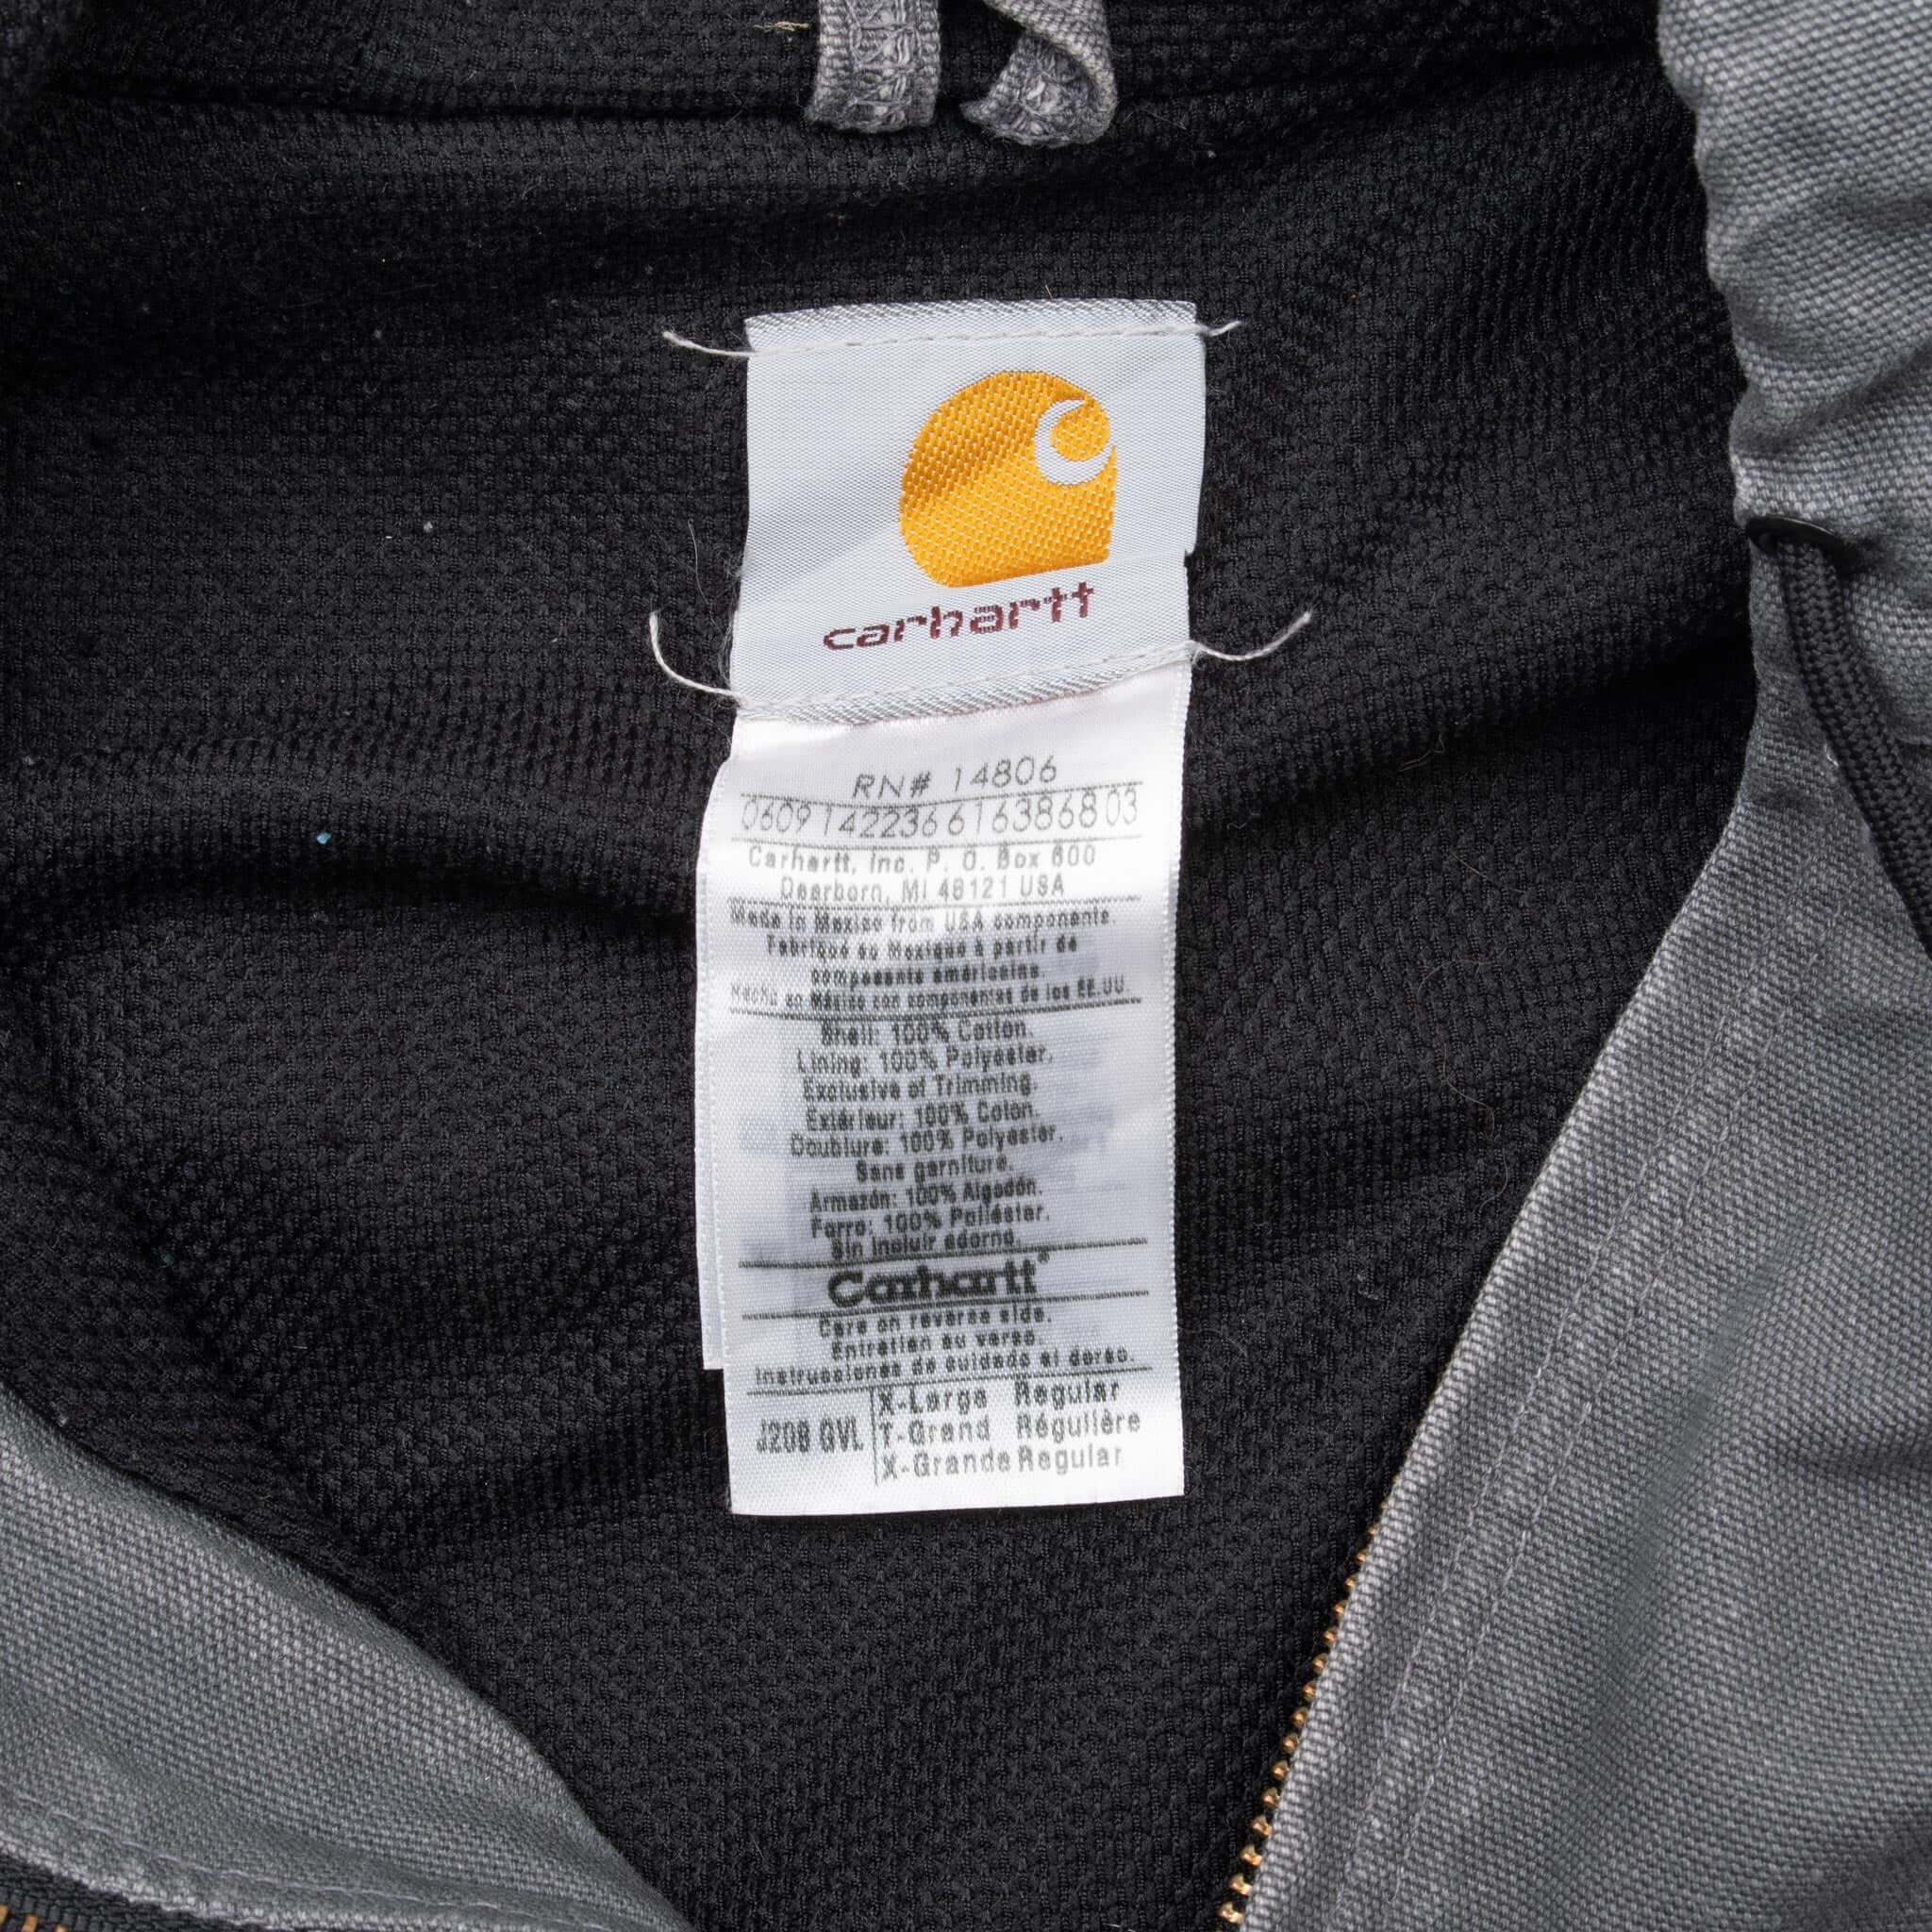 carhartt
RN# 14806
0609 142236 6163868 03
Carhartt, Inc. P. O. Box 600
Dearborn, MI 48121 USA
Made in Mexico from USA components.
Fabriqué au Mexique à partir de
composants américains.
Hecho en México con componentes de los EE.UU.
Shell: 100% Cotton.
Lining: 100% Polyester.
Exclusive of Trimming.
Extérieur: 100% Coton.
Doublure: 100% Polyester.
Sans garniture.
Armazón: 100% Algodón.
Forro: 100% Poliéster.
Sin incluir adorno.
Carhartt®
Care on reverse side.
Entretien au verso.
Instrucciones de cuidado al dorso.
J208 GVL
X-Large Regular
T-Grand Régulière
X-Grande Regular